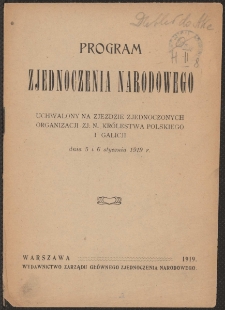 PROGRAM
ZJEDNOCZENIA NARODOWEGO
UCHWALONY NA ZJEŹDZIE ZJEDNOCZONYCH
ORGANIZACJI ZJ. N. KRÓLESTWA POLSKIEGO
I GALICJI
dnia 5 i 6 stycznia 1919 r.
WARSZAWA 1919.
WYDAWNICTWO ZARZĄDU GŁÓWNEGO ZJEDNOCZENIA NARODOWEGO.